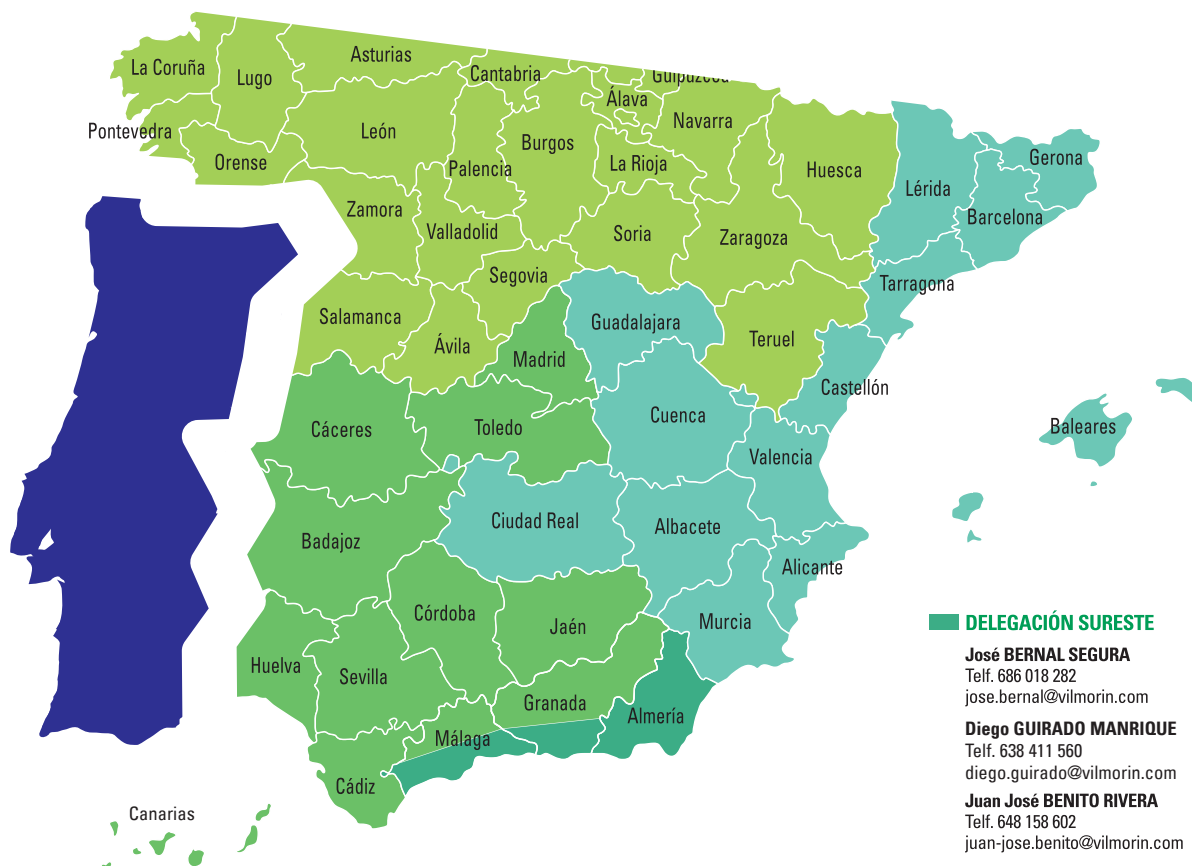 La Coruña
Lugo
Asturias
Cantabria
Guipúzcoa
Álava
Navarra
Pontevedra
Orense
León
Palencia
Burgos
La Rioja
Huesca
Lérida
Gerona
Barcelona
Zamora
Valladolid
Soria
Zaragoza
Segovia
Tarragona
Salamanca
Ávila
Guadalajara
Teruel
Madrid
Castellón
Cáceres
Toledo
Cuenca
Valencia
Baleares
Badajoz
Ciudad Real
Albacete
Alicante
Córdoba
Jaén
Murcia
Huelva
Sevilla
Granada
Almería
Málaga
Cádiz
Canarias
DELEGACIÓN SURESTE
José BERNAL SEGURA
Telf. 686 018 282
jose.bernal@vilmorin.com
Diego GUIRADO MANRIQUE
Telf. 638 411 560
diego.guirado@vilmorin.com
Juan José BENITO RIVERA
Telf. 648 158 602
juan-jose.benito@vilmorin.com